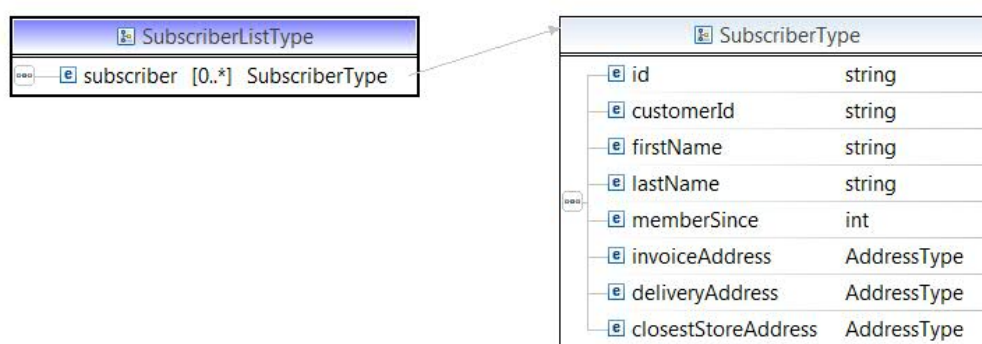 SubscriberListType
subscriber [0..*] SubscriberType
SubscriberType
id string
customerId string
firstName string
lastName string
memberSince int
invoiceAddress AddressType
deliveryAddress AddressType
closestStoreAddress AddressType